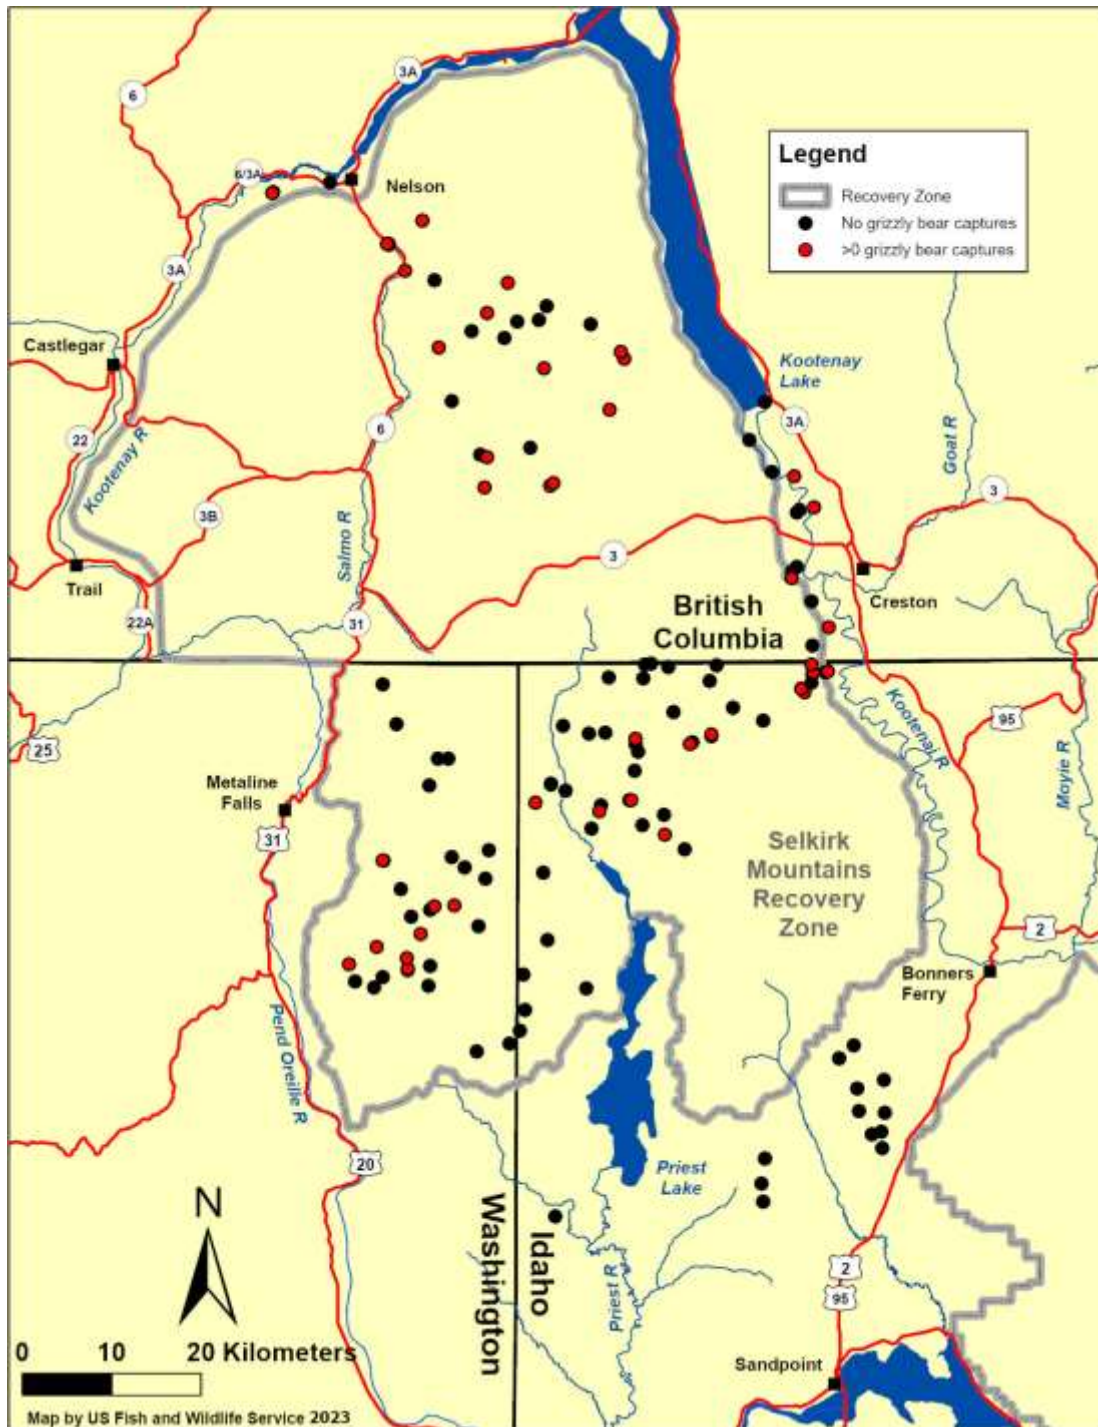 3A
6
6/3A
Nelson
Legend
Recovery Zone
No grizzly bear captures
>0 grizzly bear captures
3A
Castlegar
Kootenay
Lake
22
Kootenay R
6
3A
Goat R
3B
Salmo R
3
3
Trail
22A
31
British
Columbia
Creston
25
Kootenai R
95
Moyie R
Metaline
Falls
31
Selkirk
Mountains
Recovery
Zone
2
Bonners
Ferry
Pend Oreille R
20
Priest
Lake
N
Washington
Idaho
Priest R
2
95
0 10 20 Kilometers
Sandpoint
Map by US Fish and Wildlife Service 2023